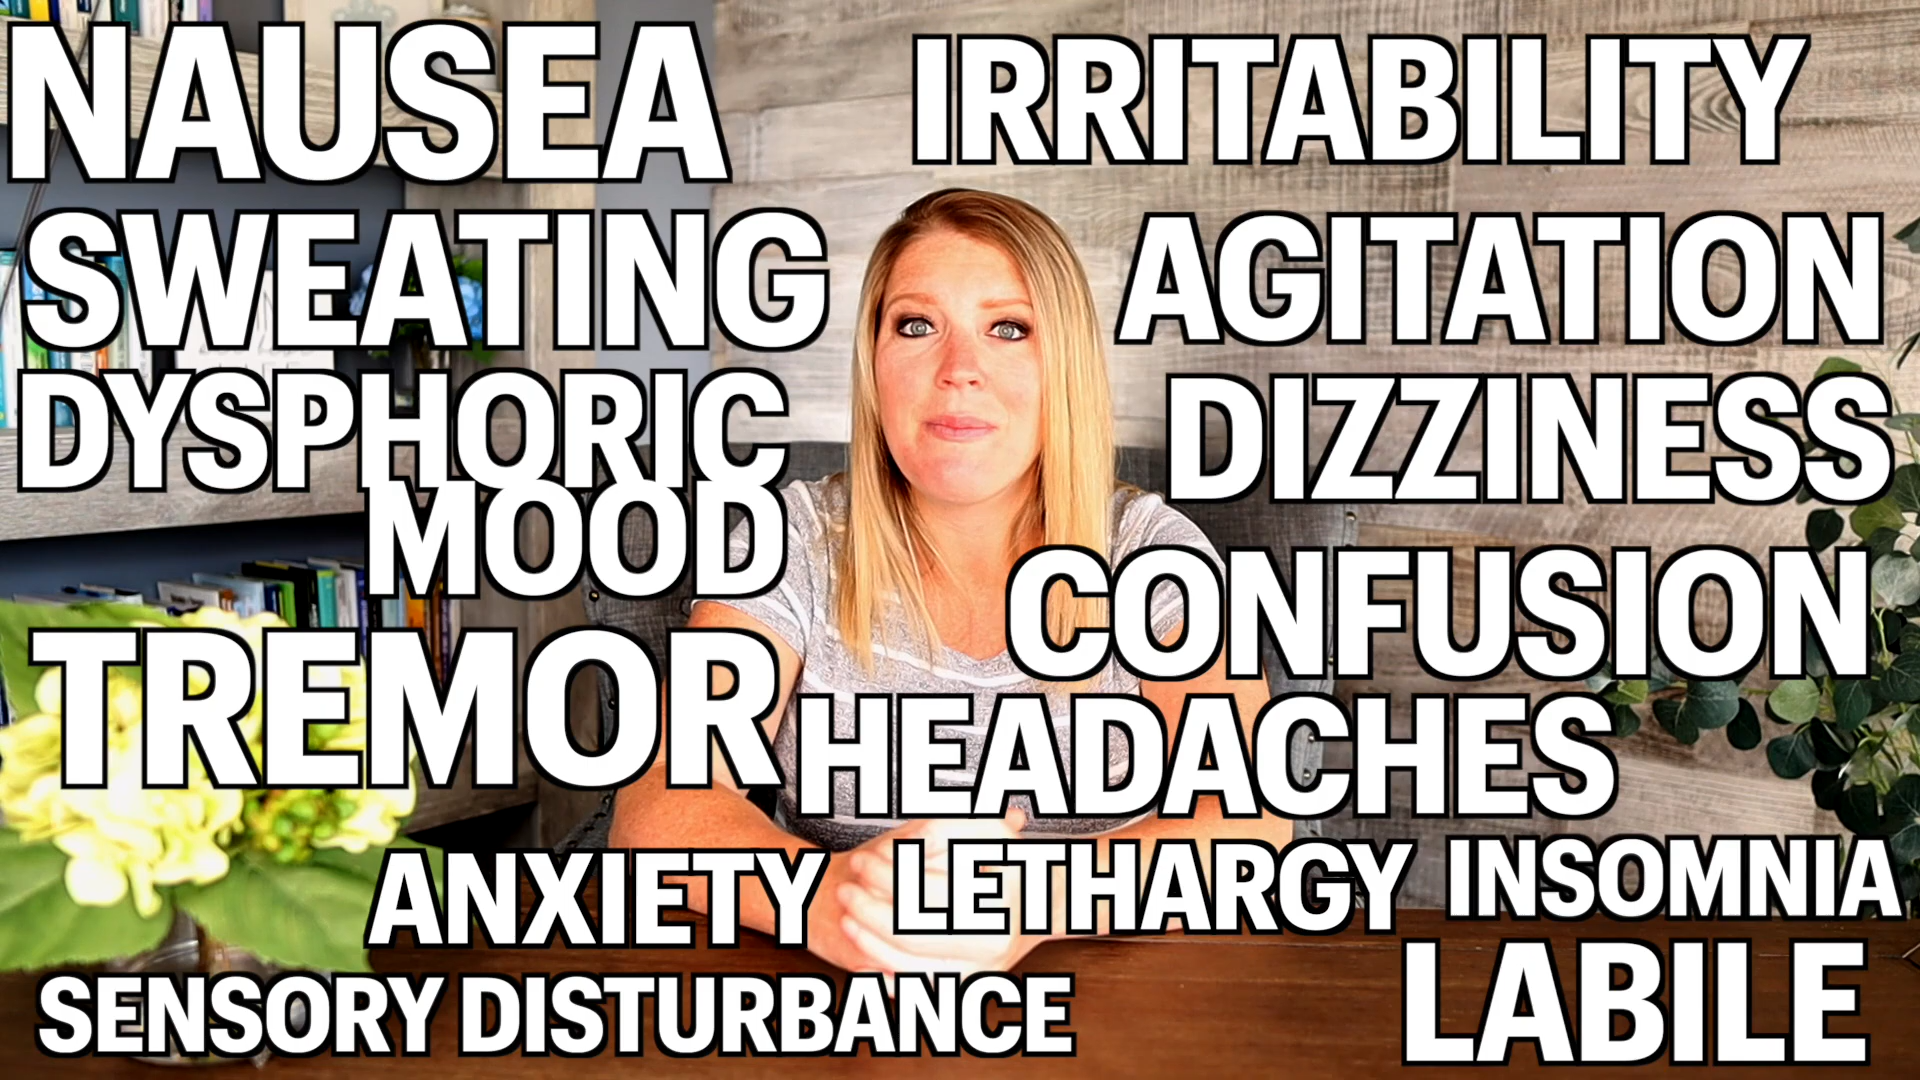 NAUSEA
IRRITABILITY
SWEATING
AGITATION
DYSPHORIC
MOOD
DIZZINESS
CONFUSION
TREMOR
HEADACHES
ANXIETY
LETHARGY
INSOMNIA
SENSORY DISTURBANCE
LABILE